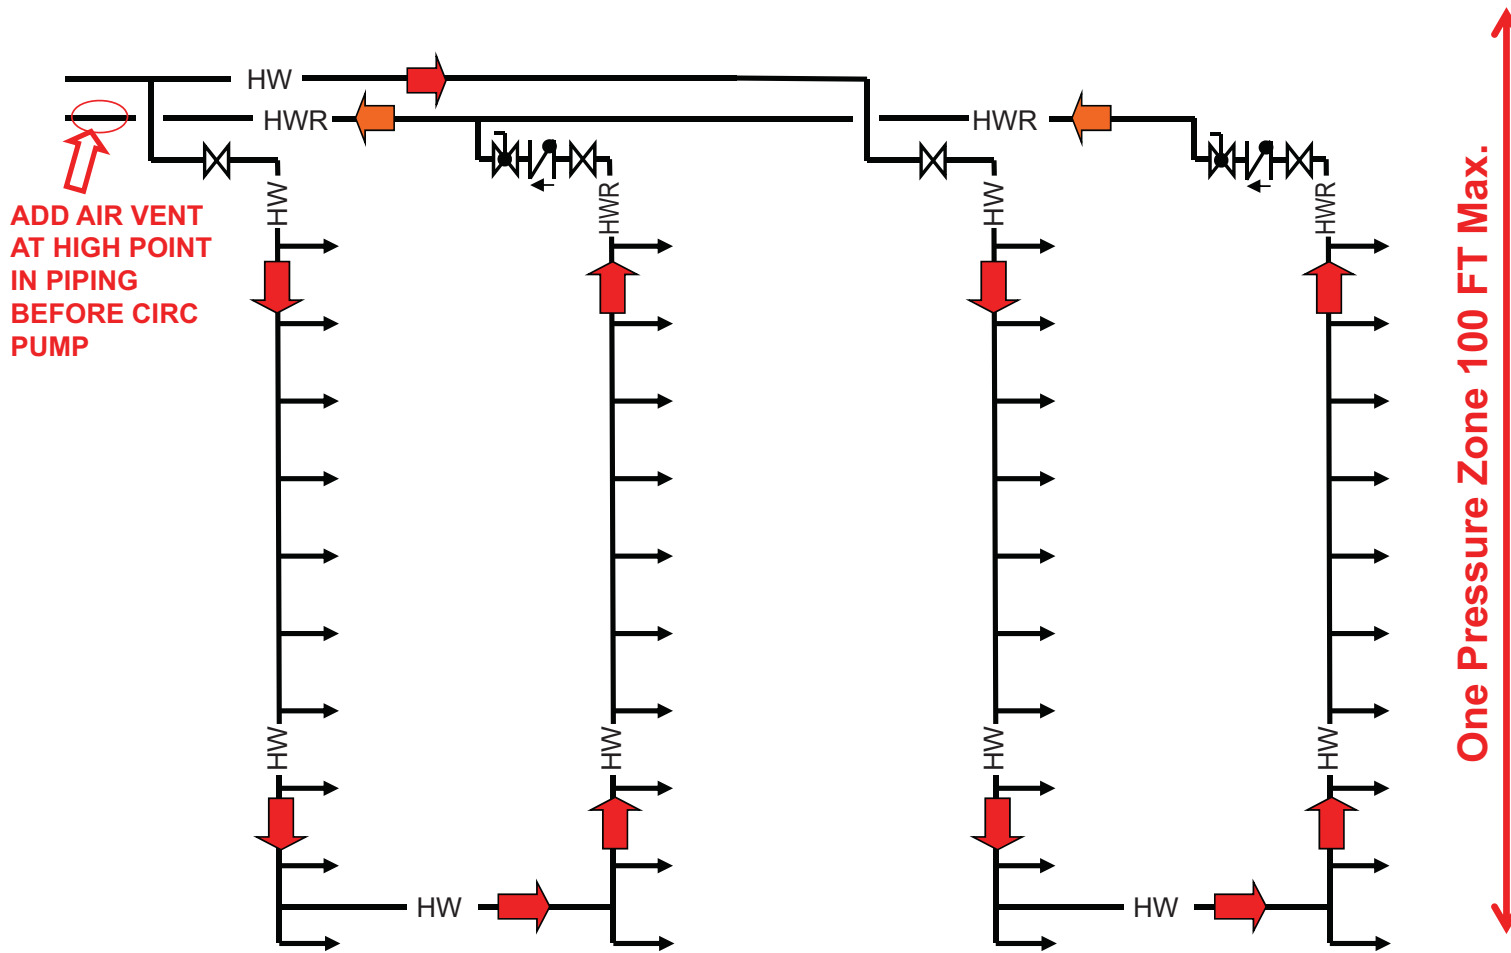 HW
HWR
HWR
ADD AIR VENT
AT HIGH POINT
IN PIPING
BEFORE CIRC
PUMP
HW
HWR
HW
HWR
HW
HW
HW
HW
HW
HW
One Pressure Zone 100 FT Max.